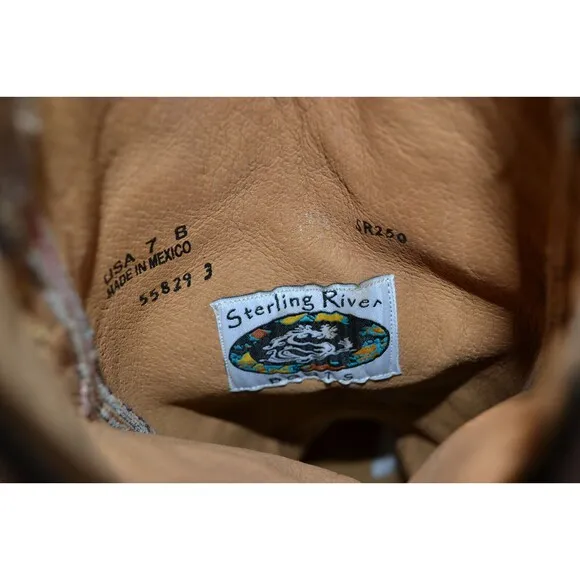 USA 7 B
MADE IN MEXICO
55829 3
SR250
Sterling River